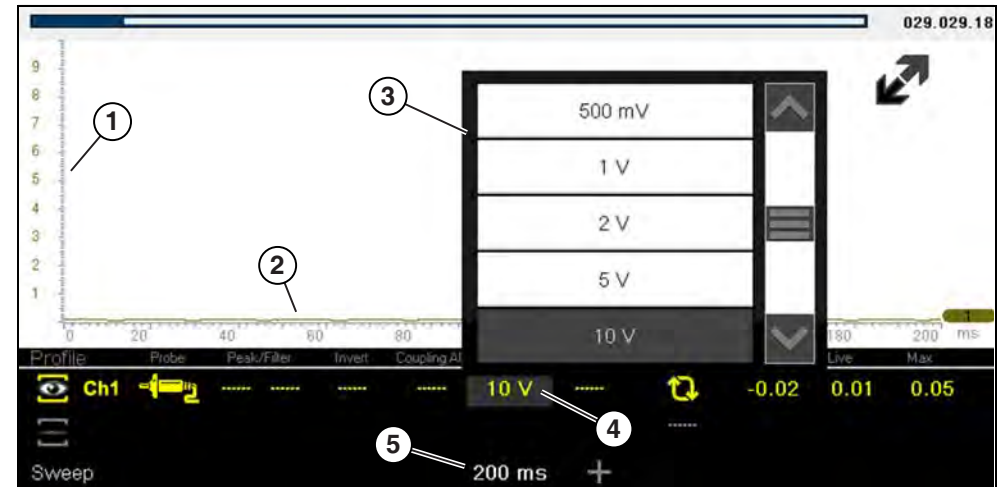 029.029.18
9
8
7
6
5
4
3
2
1
1
2
3
500 mV
1 V
2 V
5 V
10 V
1
0 20 40 60 80 180 200 ms
Profile Probe Peak/Filter Invert Coupling Live Max
Ch1 ------ ------ ------ ------ 10 V ------ -0.02 0.01 0.05
4
------
5
Sweep 200 ms +